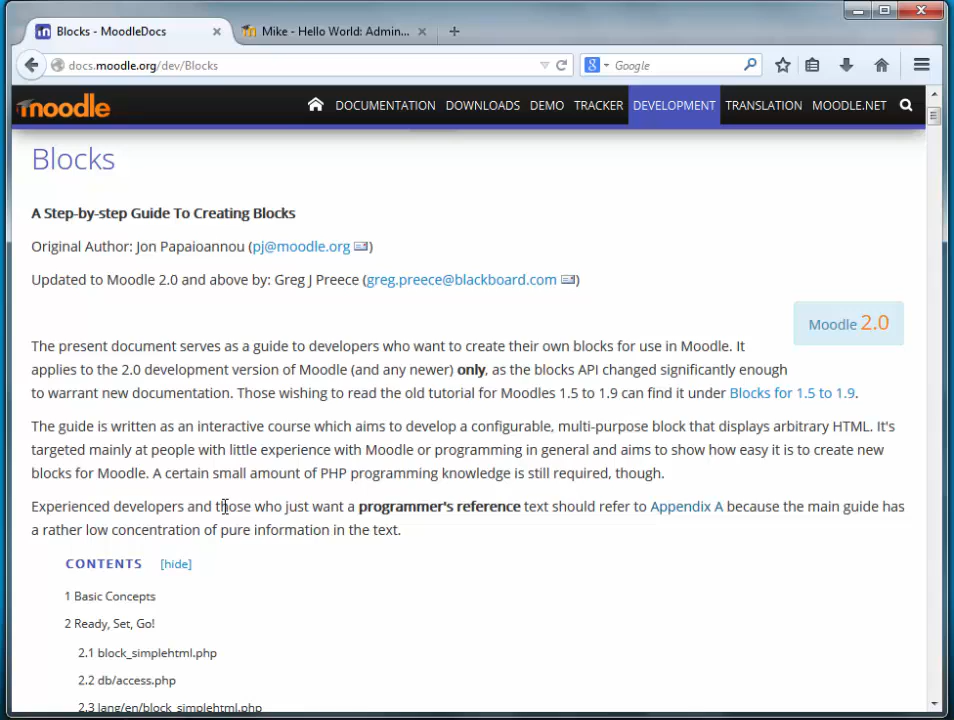 Blocks - MoodleDocs
Mike - Hello World: Admin...
docs.moodle.org/dev/Blocks
Google
moodle
DOCUMENTATION DOWNLOADS DEMO TRACKER DEVELOPMENT TRANSLATION MOODLE.NET
Blocks
A Step-by-step Guide To Creating Blocks
Original Author: Jon Papaioannou (pj@moodle.org)
Updated to Moodle 2.0 and above by: Greg J Preece (greg.preece@blackboard.com)
Moodle 2.0
The present document serves as a guide to developers who want to create their own blocks for use in Moodle. It
applies to the 2.0 development version of Moodle (and any newer) only, as the blocks API changed significantly enough
to warrant new documentation. Those wishing to read the old tutorial for Moodles 1.5 to 1.9 can find it under Blocks for 1.5 to 1.9.
The guide is written as an interactive course which aims to develop a configurable, multi-purpose block that displays arbitrary HTML. It's
targeted mainly at people with little experience with Moodle or programming in general and aims to show how easy it is to create new
blocks for Moodle. A certain small amount of PHP programming knowledge is still required, though.
Experienced developers and those who just want a programmer's reference text should refer to Appendix A because the main guide has
a rather low concentration of pure information in the text.
CONTENTS [hide]
1 Basic Concepts
2 Ready, Set, Go!
2.1 block_simplehtml.php
2.2 db/access.php
2.3 lang/en/block_simplehtml.php